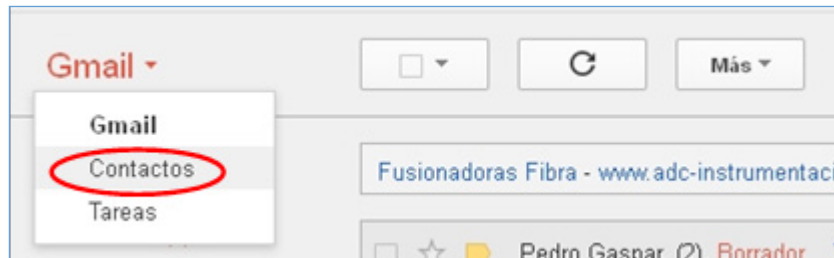 Gmail
Más
Gmail
Contactos
Tareas
Fusionadoras Fibra - www.adc-instrumentaci
Pedro Gaspar (2) Borrador